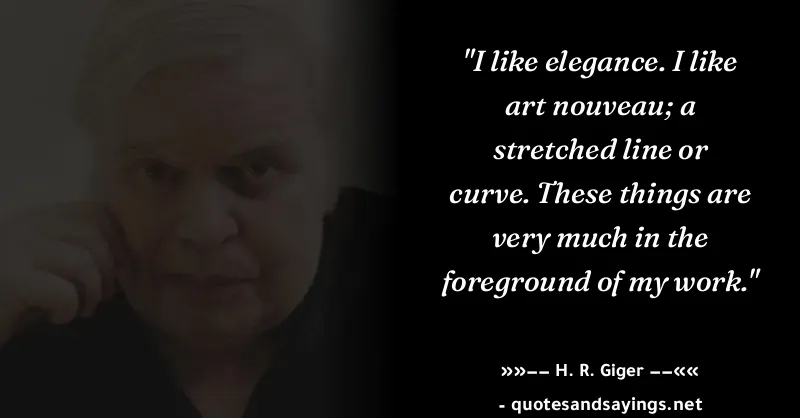 "I like elegance. I like
art nouveau; a
stretched line or
curve. These things are
very much in the
foreground of my work."
»»–– H. R. Giger ––««
- quotesandsayings.net